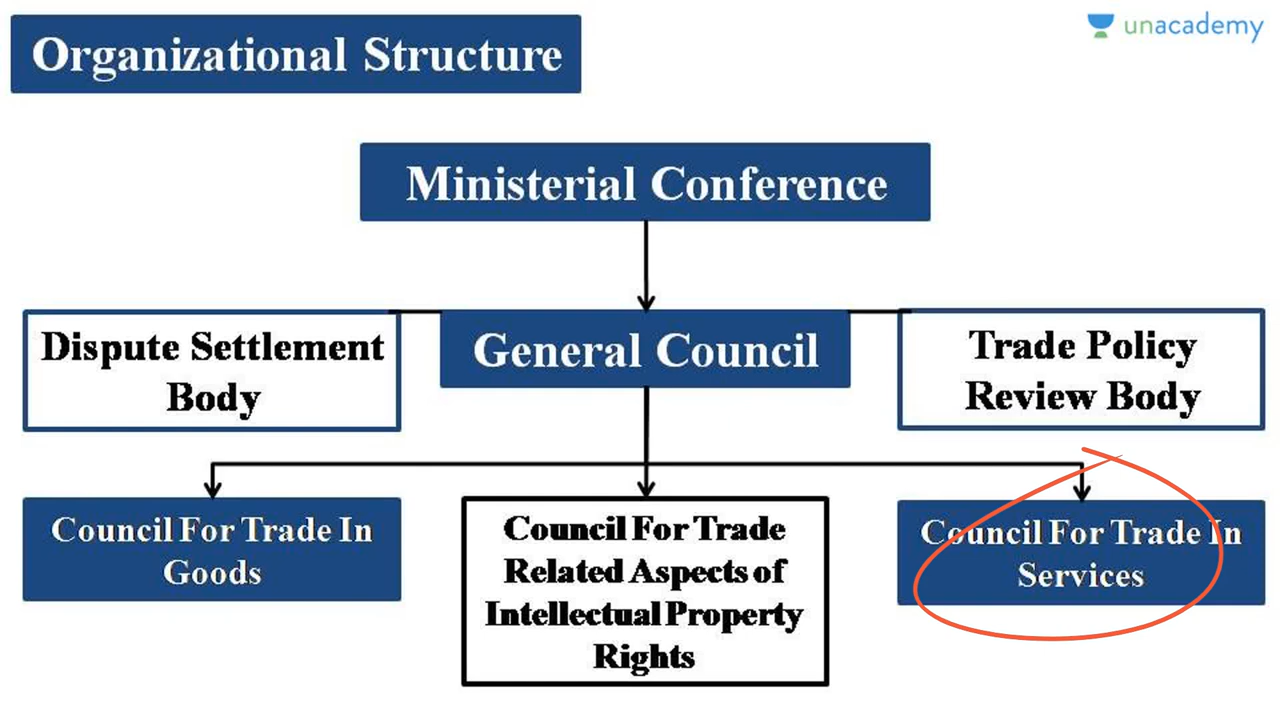 Organizational Structure
unacademy
Ministerial Conference
Dispute Settlement
Body
General Council
Trade Policy
Review Body
Council For Trade In
Goods
Council For Trade
Related Aspects of
Intellectual Property
Rights
Council For Trade In
Services